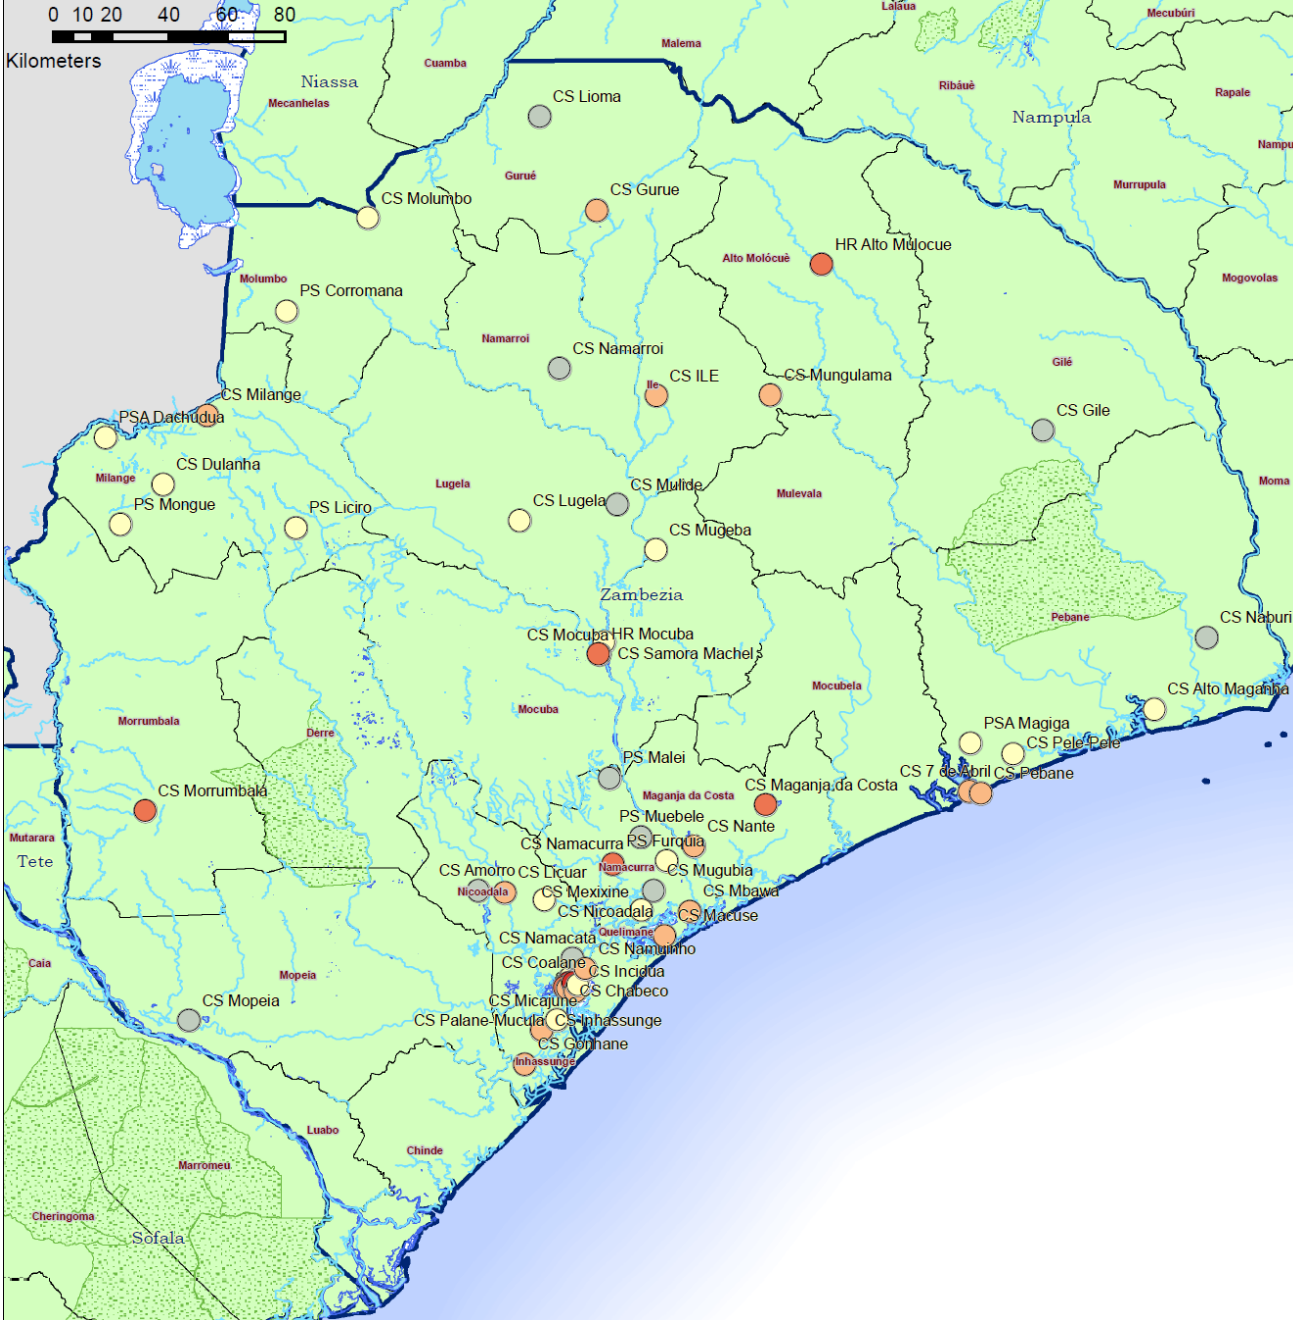 0 10 20 40 60 80
Kilometers
Lalaua
Mecubúri
Malema
Cuamba
Niassa
Mecanhelas
CS Lioma
Ribáuè
Rapale
Nampula
Nampu
Gurué
Murrupula
CS Molumbo
CS Gurue
HR Alto Mulocue
Alto Molócuè
Molumbo
Mogovolas
PS Corromana
Namarroi
CS Namarroi
Gilé
Ile
CS ILE
CS Mungulama
CS Milange
PSA Dachudua
CS Gile
CS Dulanha
Milange
Lugela
CS Mulide
Mulevala
Moma
PS Mongue
PS Liciro
CS Lugela
CS Mugeba
Zambezia
Pebane
CS Naburi
CS Mocuba
HR Mocuba
CS Samora Machel
Mocubela
CS Alto Maganha
Mocuba
Morrumbala
Derre
PSA Magiga
CS Pele-Pele
PS Malei
CS 7 de Abril
CS Pebane
CS Morrumbala
Maganja da Costa
CS Maganja da Costa
PS Muebele
CS Nante
Mutarara
Tete
CS Namacurra
PS Furquia
Namacurra
CS Mugubia
CS Amorro
CS Licuar
Nicoadala
CS Mexixine
CS Mbawa
CS Nicoadala
CS Macuse
Quelimane
CS Namacata
CS Namuinho
Caia
Mopeia
CS Coalane
CS Incidua
CS Chabeco
CS Mopeia
CS Micajune
CS Palane-Mucula
CS Inhassunge
CS Gonhane
Inhassunge
Luabo
Chinde
Marromeu
Cheringoma
Sofala